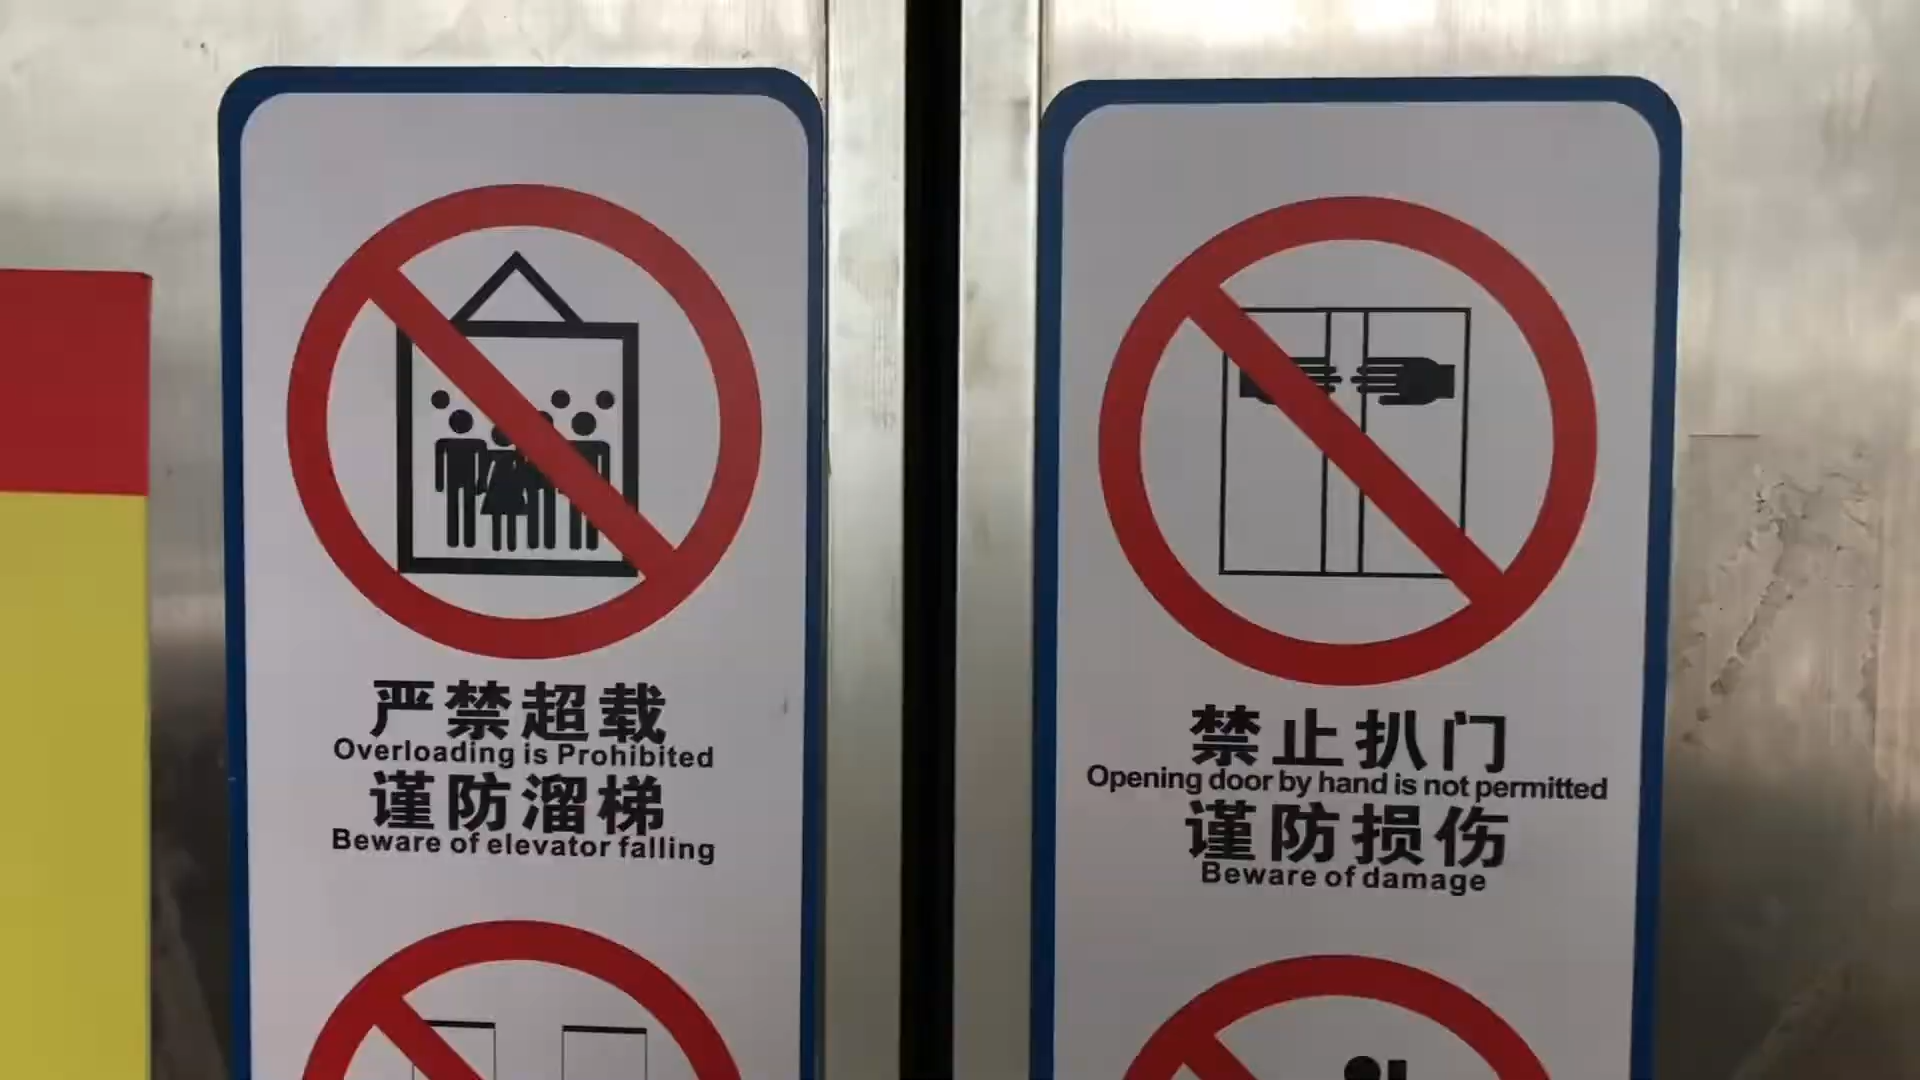 严禁超载
Overloading is Prohibited
谨防溜梯
Beware of elevator falling
禁止扒门
Opening door by hand is not permitted
谨防损伤
Beware of damage